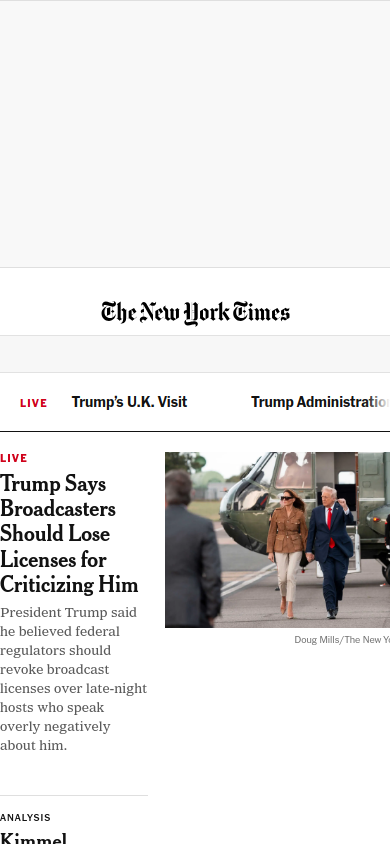 The New York Times
LIVE Trump's U.K. Visit Trump Administratio
LIVE
Trump Says
Broadcasters
Should Lose
Licenses for
Criticizing Him
President Trump said
he believed federal
regulators should
revoke broadcast
licenses over late-night
hosts who speak
overly negatively
about him.
Doug Mills/The New Yo
ANALYSIS
Kimmel